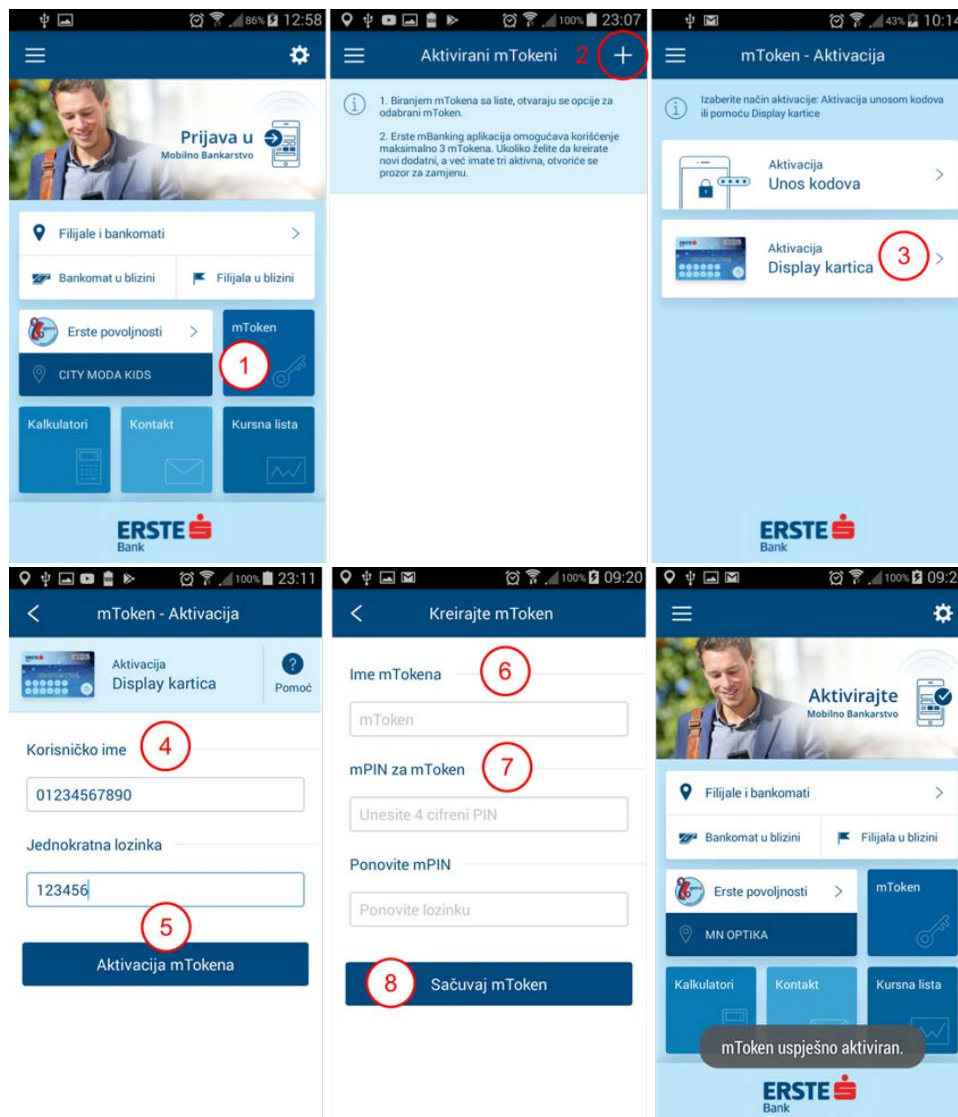 86% 12:58
Prijava u
Mobilno Bankarstvo
Filijale i bankomati
Bankomat u blizini
Filijala u blizini
Erste povoljnosti
mToken
1
CITY MODA KIDS
Kalkulatori
Kontakt
Kursna lista
ERSTE
Bank
100% 23:07
Aktivirani mTokeni 2 +
1. Biranjem mTokena sa liste, otvaraju se opcije za
odabrani mToken.
2. Erste mBanking aplikacija omogućava korišćenje
maksimalno 3 mTokena. Ukoliko želite da kreirate
novi dodatni, a već imate tri aktivna, otvoriće se
prozor za zamjenu.
43% 10:14
mToken - Aktivacija
Izaberite način aktivacije: Aktivacija unosom kodova
ili pomoću Display kartice
Aktivacija
Unos kodova
Aktivacija
Display kartica 3
ERSTE
Bank
100% 23:11
mToken - Aktivacija
Aktivacija
Display kartica
?
Pomoć
Korisničko ime 4
01234567890
Jednokratna lozinka
123456
5
Aktivacija mTokena
100% 09:20
Kreirajte mToken
Ime mTokena 6
mToken
mPIN za mToken 7
Unesite 4 cifreni PIN
Ponovite mPIN
Ponovite lozinku
8 Sačuvaj mToken
100% 09:2
Aktivirajte
Mobilno Bankarstvo
Filijale i bankomati
Bankomat u blizini
Filijala u blizini
Erste povoljnosti
mToken
MN OPTIKA
Kalkulatori
Kontakt
Kursna lista
mToken uspješno aktiviran.
ERSTE
Bank